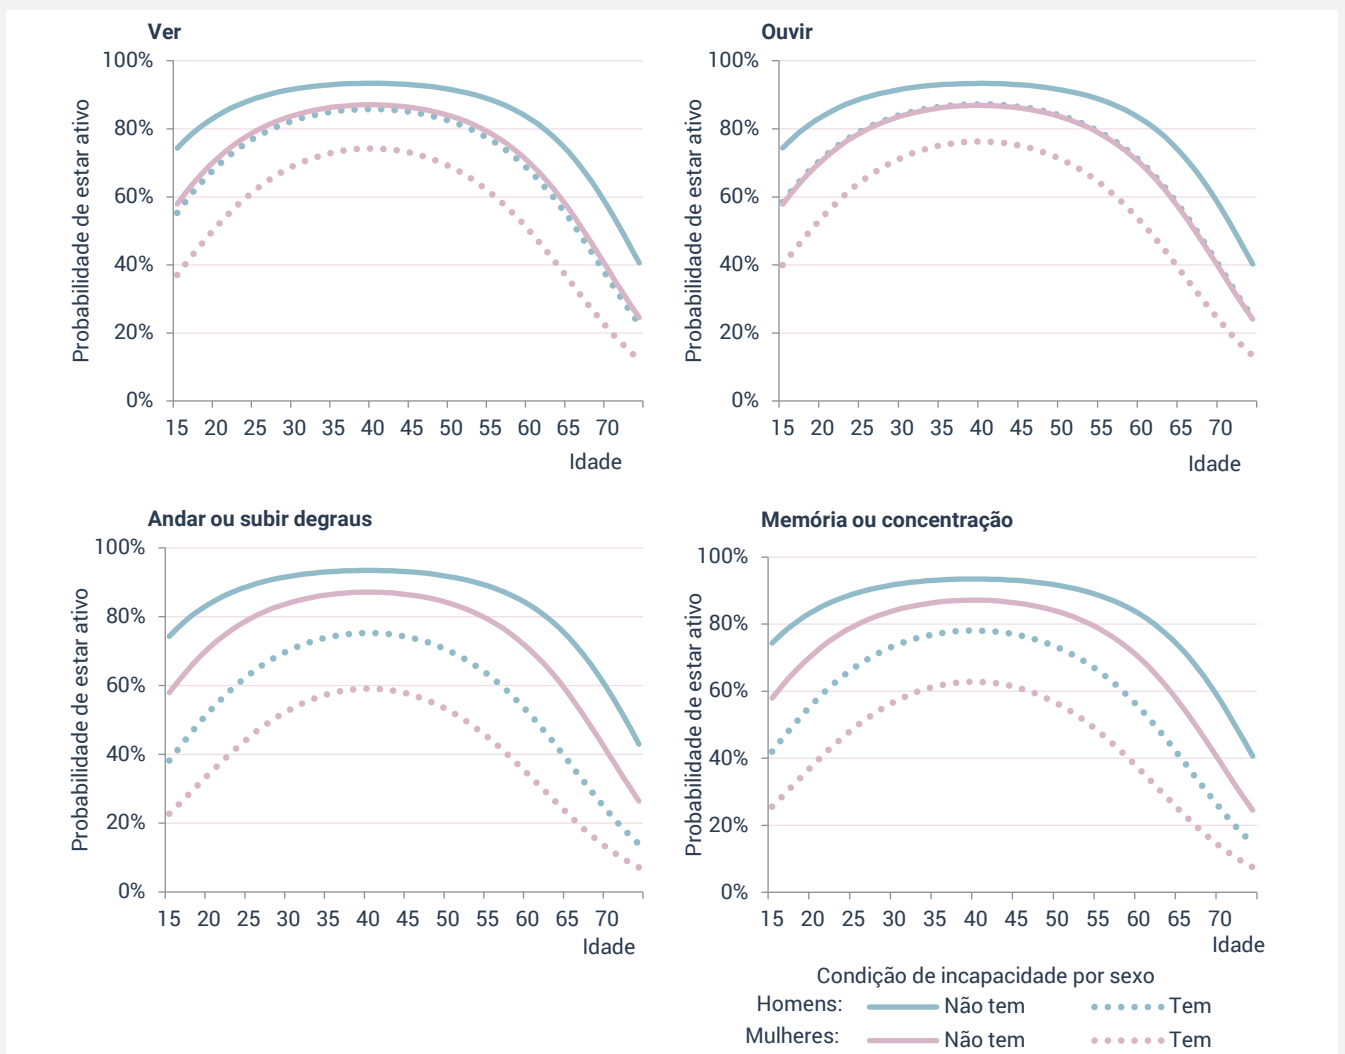 Ver
Probabilidade de estar ativo
100%
80%
60%
40%
20%
0%
15 20 25 30 35 40 45 50 55 60 65 70
Idade
Ouvir
Probabilidade de estar ativo
100%
80%
60%
40%
20%
0%
15 20 25 30 35 40 45 50 55 60 65 70
Idade
Andar ou subir degraus
Probabilidade de estar ativo
100%
80%
60%
40%
20%
0%
15 20 25 30 35 40 45 50 55 60 65 70
Idade
Memória ou concentração
Probabilidade de estar ativo
100%
80%
60%
40%
20%
0%
15 20 25 30 35 40 45 50 55 60 65 70
Idade
Condição de incapacidade por sexo
Homens: Não tem Tem
Mulheres: Não tem Tem